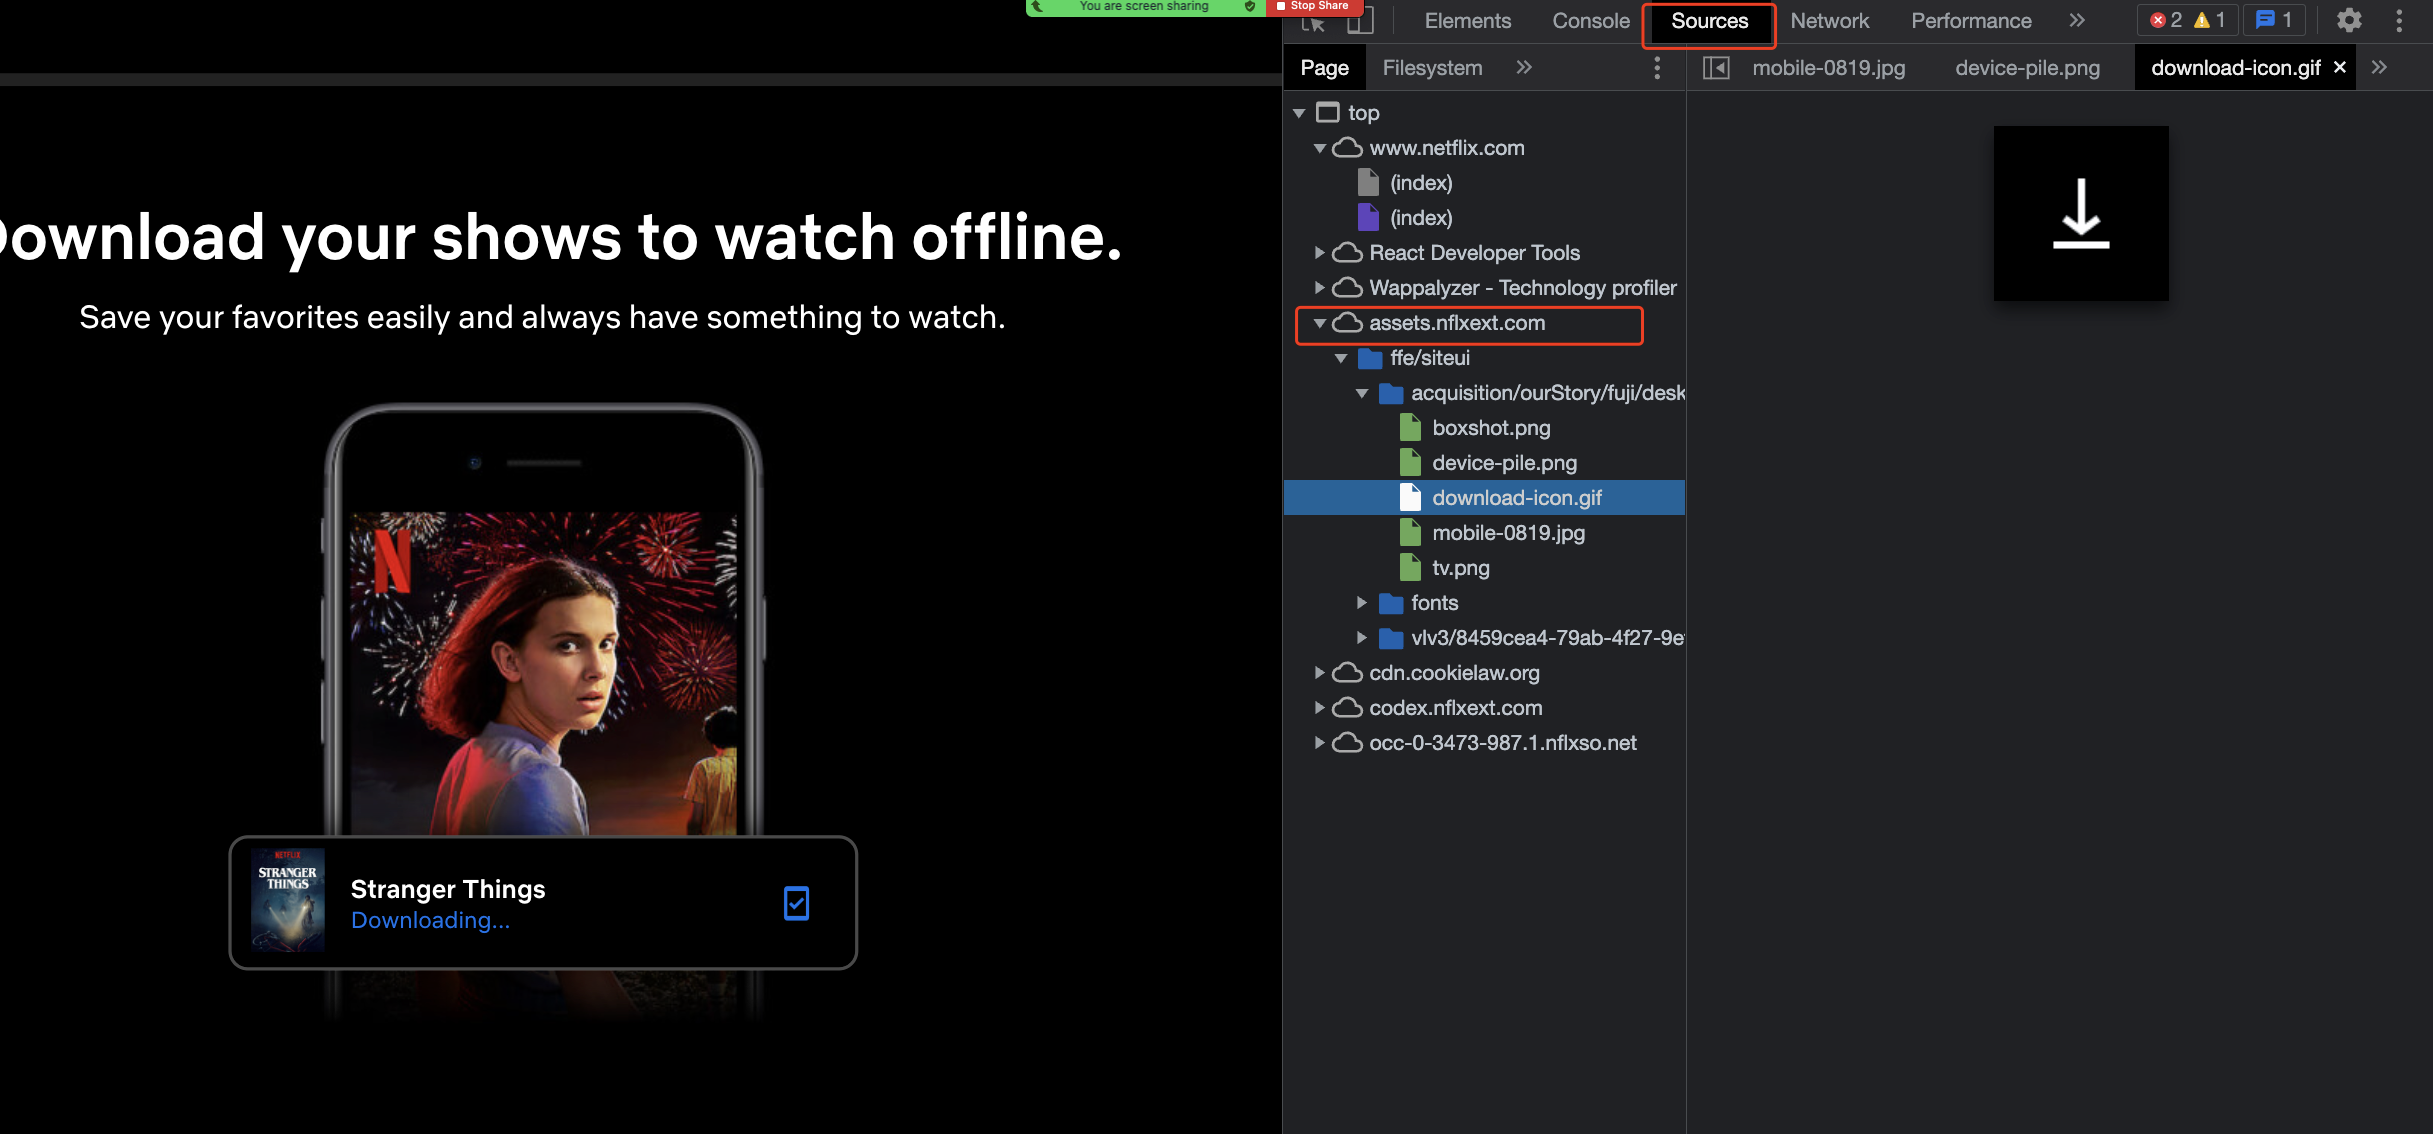 You are screen sharing
Stop Share
Elements
Console
Sources
Network
Performance
2
1
1
Page
Filesystem
mobile-0819.jpg
device-pile.png
download-icon.gif
top
www.netflix.com
(index)
(index)
React Developer Tools
Wappalyzer - Technology profiler
assets.nflxext.com
ffe/siteui
acquisition/ourStory/fuji/desk
boxshot.png
device-pile.png
download-icon.gif
mobile-0819.jpg
tv.png
fonts
vlv3/8459cea4-79ab-4f27-9e
cdn.cookielaw.org
codex.nflxext.com
occ-0-3473-987.1.nflxso.net
Download your shows to watch offline.
Save your favorites easily and always have something to watch.
N
NETFLIX
STRANGER
THINGS
Stranger Things
Downloading...